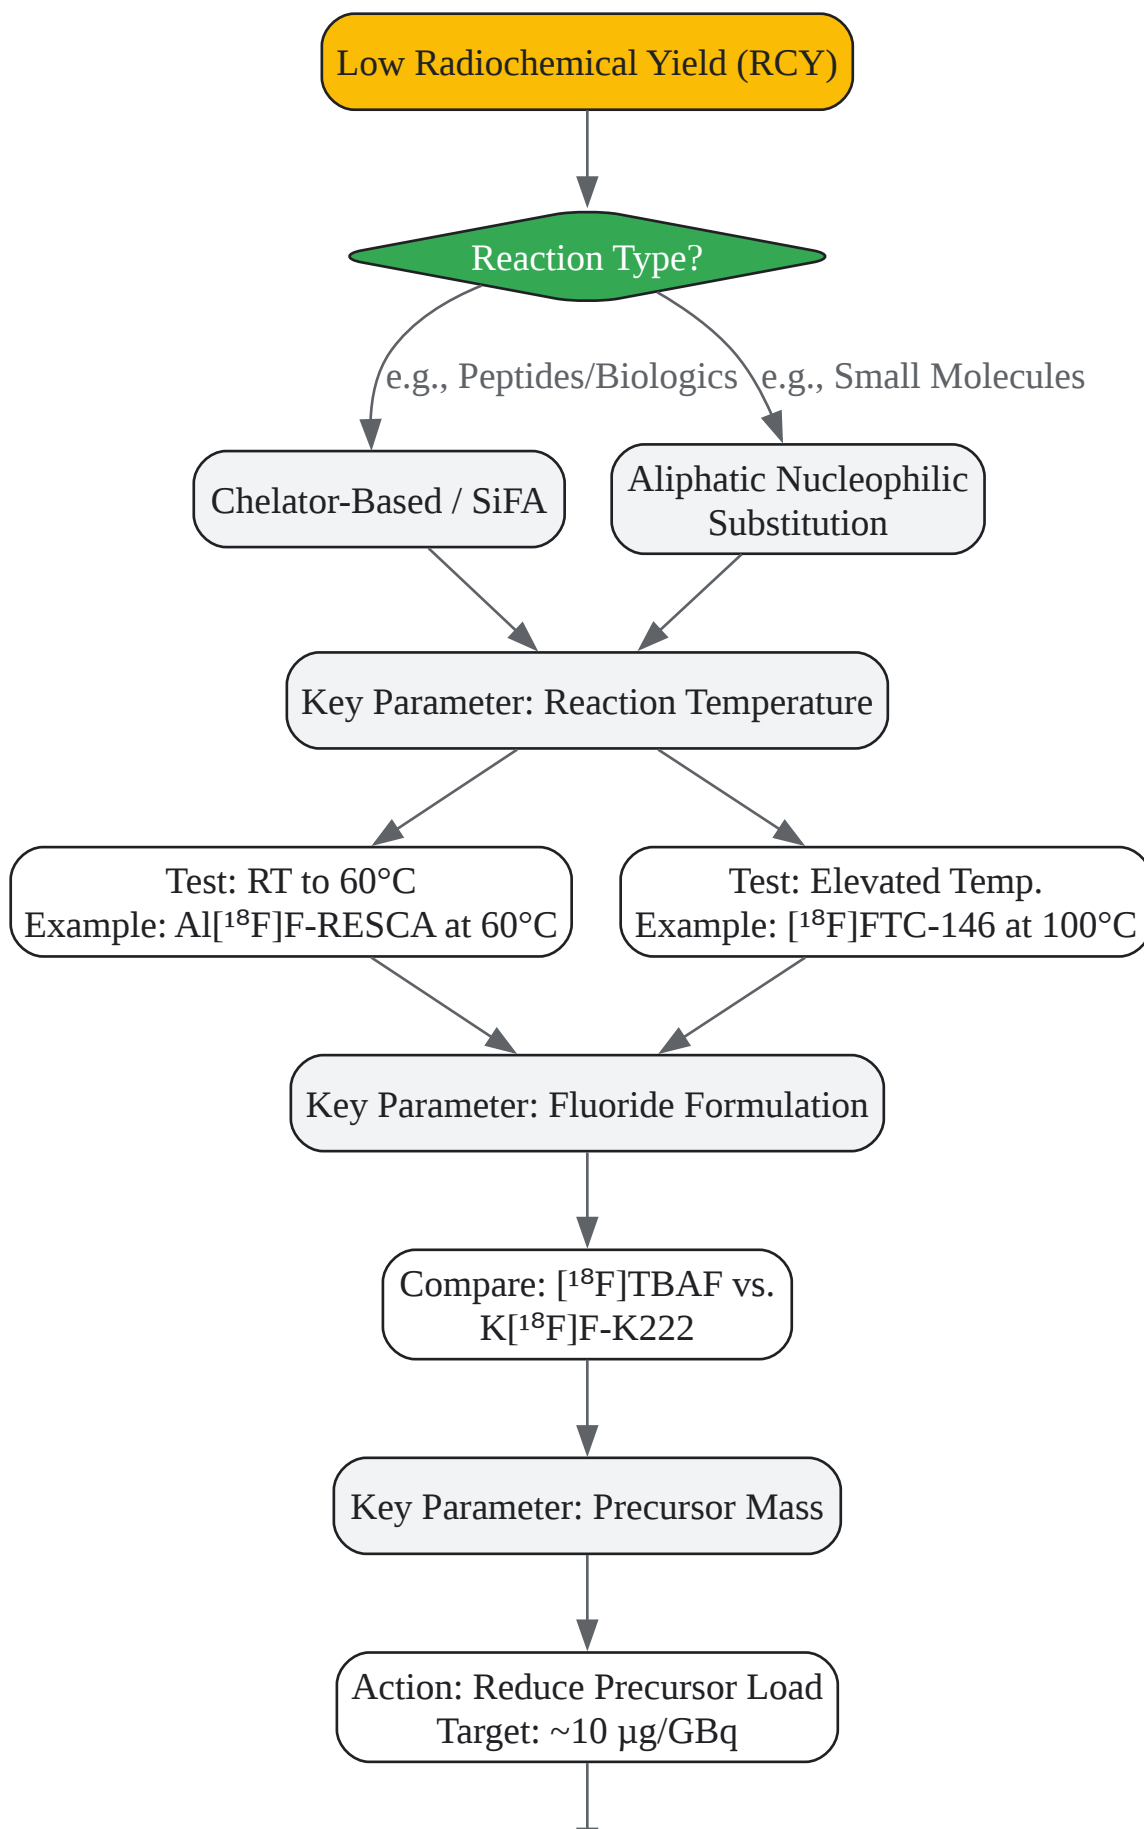 Low Radiochemical Yield (RCY)
Reaction Type?
e.g., Peptides/Biologics
e.g., Small Molecules
Chelator-Based / SiFA
Aliphatic Nucleophilic
Substitution
Key Parameter: Reaction Temperature
Test: RT to 60°C
Example: Al[¹⁸F]F-RESCA at 60°C
Test: Elevated Temp.
Example: [¹⁸F]FTC-146 at 100°C
Key Parameter: Fluoride Formulation
Compare: [¹⁸F]TBAF vs.
K[¹⁸F]F-K222
Key Parameter: Precursor Mass
Action: Reduce Precursor Load
Target: ~10 µg/GBq